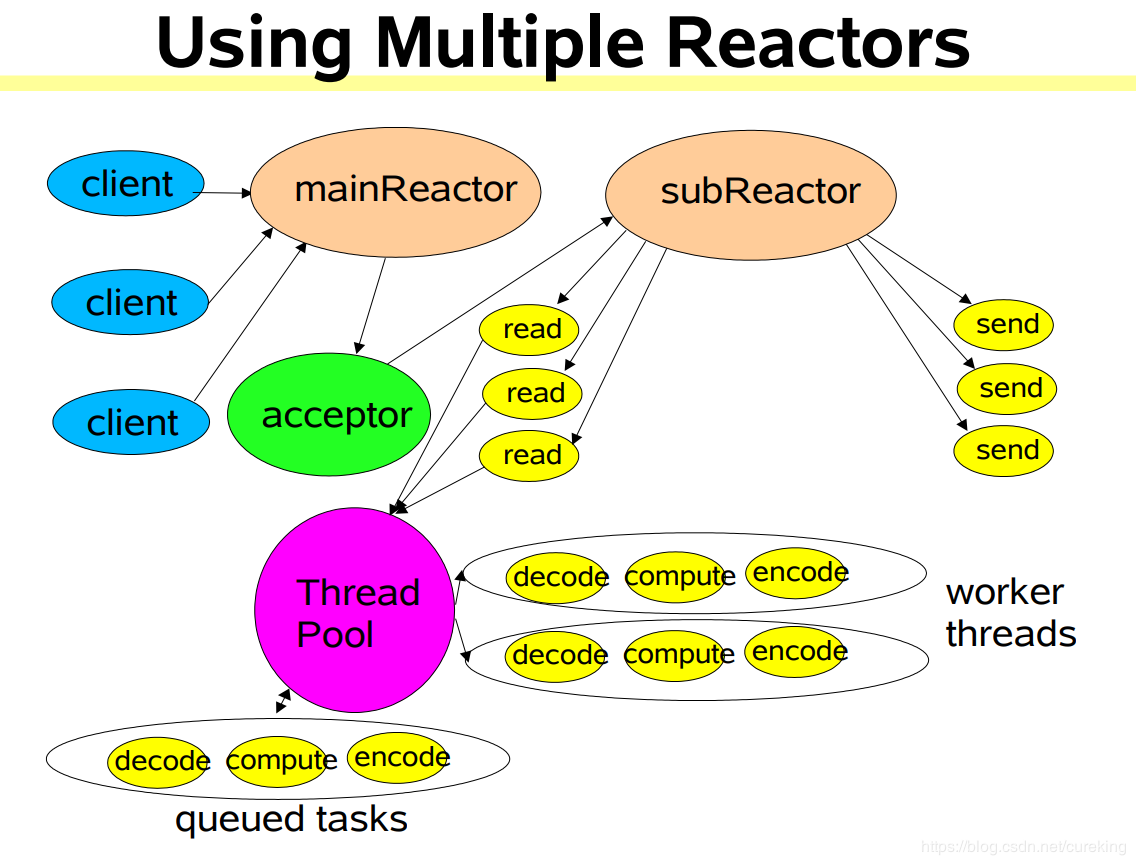 Using Multiple Reactors
client
mainReactor
subReactor
client
read
send
client
acceptor
read
send
read
send
Thread
Pool
decode
compute
encode
worker
threads
decode
compute
encode
decode
compute
encode
queued tasks
https://blog.csdn.net/cureking